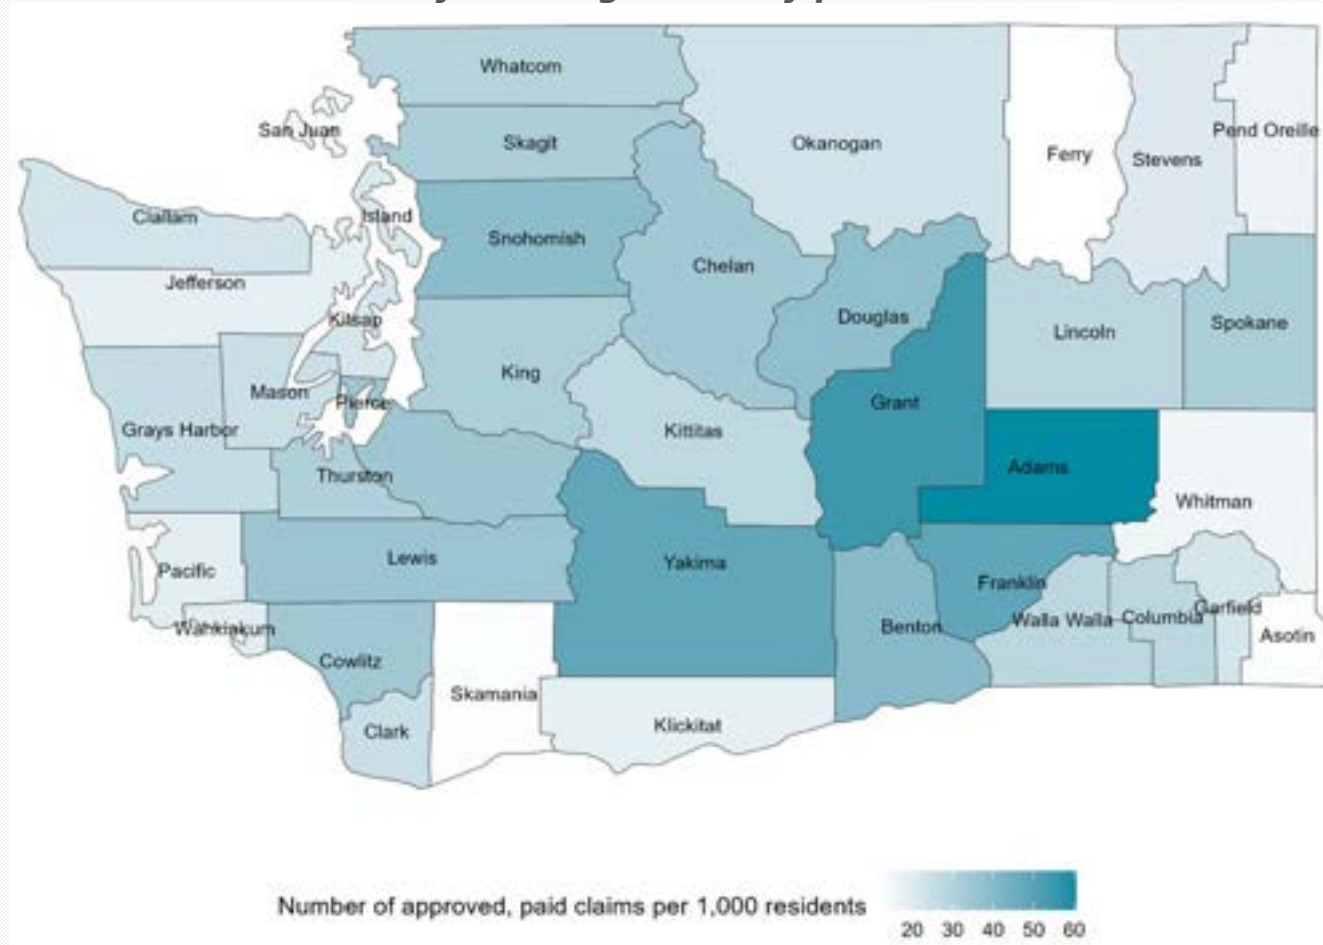 Whatcom
San Juan
Skagit
Okanogan
Ferry
Stevens
Pend Oreille
Clallam
Island
Snohomish
Chelan
Jefferson
Kitsap
Douglas
Lincoln
Spokane
King
Mason
Pierce
Grant
Grays Harbor
Kittitas
Thurston
Adams
Whitman
Lewis
Yakima
Pacific
Franklin
Wahkiakum
Benton
Walla Walla
Columbia
Garfield
Asotin
Cowlitz
Skamania
Clark
Klickitat
Number of approved, paid claims per 1,000 residents
20 30 40 50 60